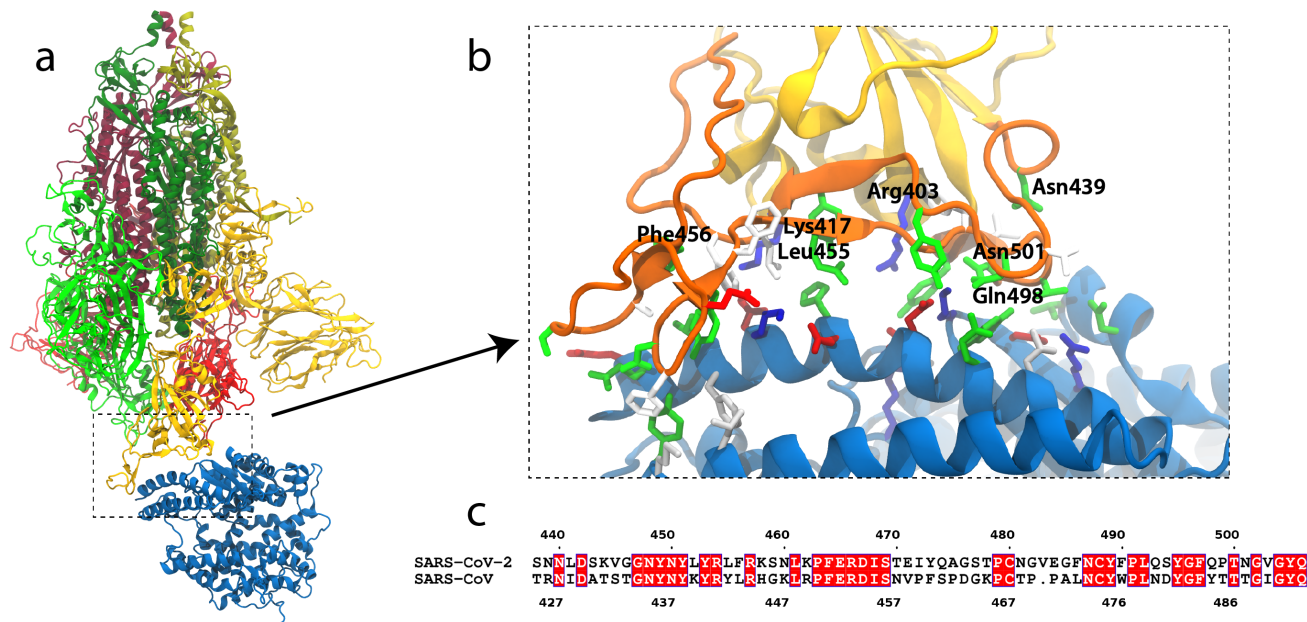 a
b
Asn439
Arg403
Lys417
Phe456
Leu455
Asn501
Gln498
c
440 450 460 470 480 490 500
SARS-CoV-2 SNNLDSKVGGNYNYLYRLFRKSNLKPFERDISTEIYQAGSTPCNGVEGFNCYFPLQSYGFQPTNGVGYQ
SARS-CoV TRNIDATSTGNYNYKYRYLRHGKLRPFERDISNVPFSPDGKPCTP.PALNCYWPLNDYGFYTTTGIGYQ
427 437 447 457 467 476 486